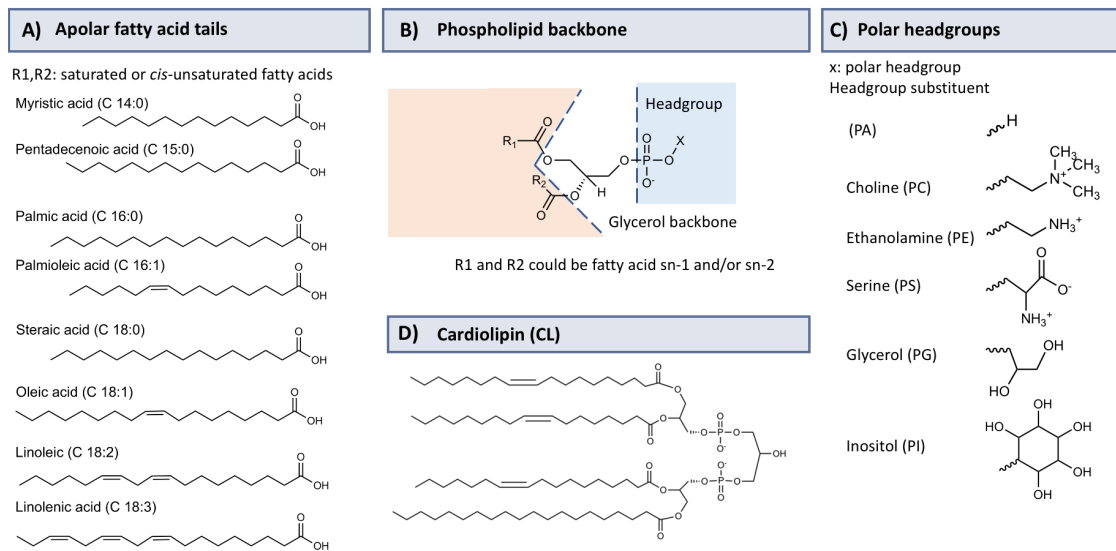 A) Apolar fatty acid tails
R1,R2: saturated or cis-unsaturated fatty acids
Myristic acid (C 14:0)
O
OH
Pentadecenoic acid (C 15:0)
O
OH
Palmic acid (C 16:0)
O
OH
Palmioleic acid (C 16:1)
O
OH
Steraic acid (C 18:0)
O
OH
Oleic acid (C 18:1)
O
OH
Linoleic (C 18:2)
O
OH
Linolenic acid (C 18:3)
O
OH
B) Phospholipid backbone
Headgroup
O
R1
O
O
P
O
O
X
O-
R2
O
O
H
Glycerol backbone
R1 and R2 could be fatty acid sn-1 and/or sn-2
D) Cardiolipin (CL)
O
O
O
O
O
P
O
O
O-
OH
O
O
O
P
O
O-
O
O
O
C) Polar headgroups
x: polar headgroup
Headgroup substituent
(PA)
H
Choline (PC)
CH3
N+
CH3
CH3
Ethanolamine (PE)
NH3+
Serine (PS)
O
O-
NH3+
Glycerol (PG)
OH
HO
Inositol (PI)
OH
HO
OH
OH
OH